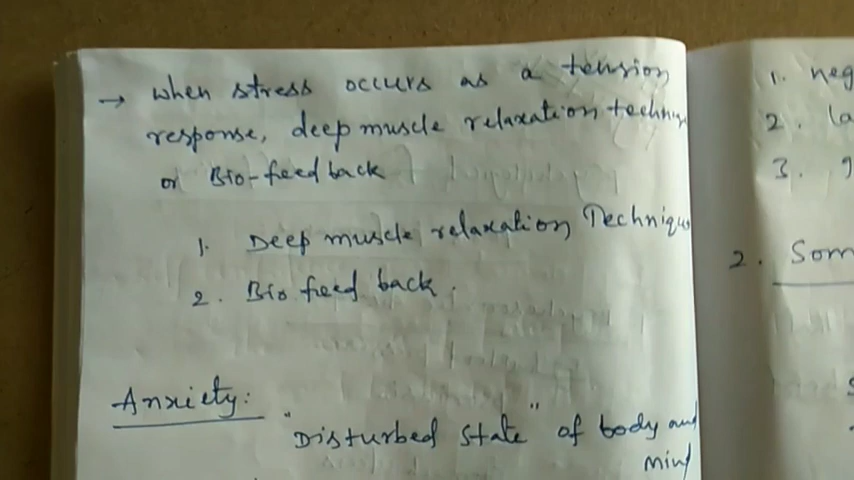 → When stress occurs as a tension
response, deep muscle relaxation techniqu
or Bio-feed back
1. Deep muscle relaxation Technique
2. Bio feed back.
Anxiety:
"Disturbed state" of body and
mind
1. neg
2. la
3. g
2. Som